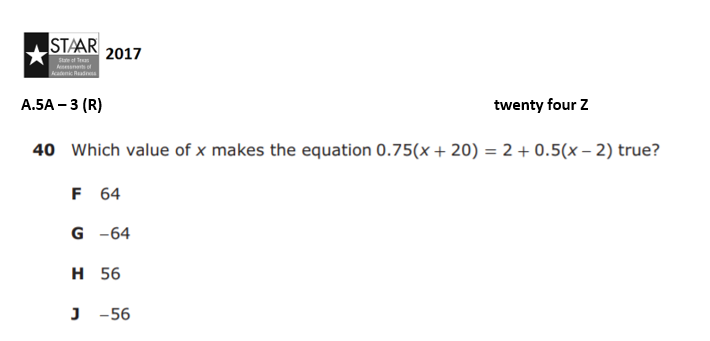 STAAR
State of Texas
Assessments of
Academic Readiness
2017
A.5A – 3 (R)
twenty four Z
40 Which value of x makes the equation 0.75(x + 20) = 2 + 0.5(x – 2) true?
F 64
G –64
H 56
J –56